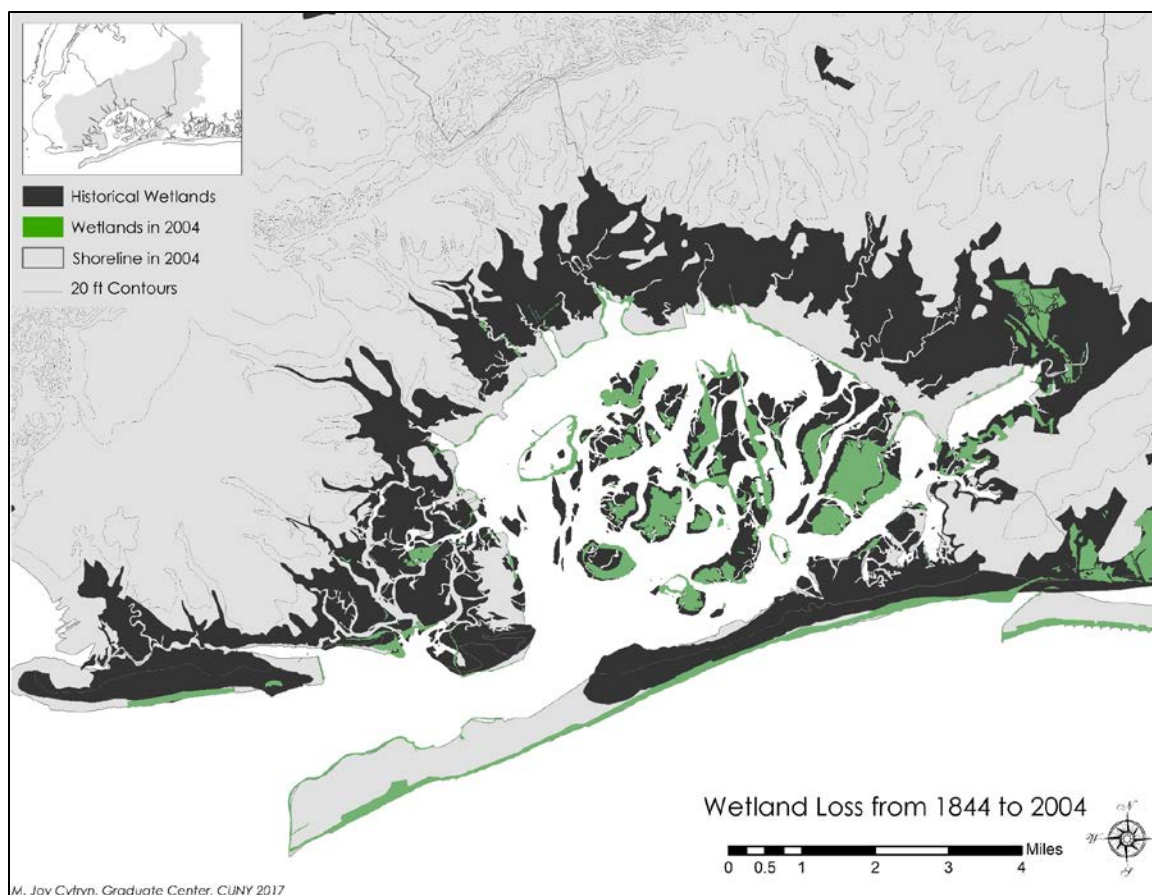 Historical Wetlands
Wetlands in 2004
Shoreline in 2004
20 ft Contours
Wetland Loss from 1844 to 2004
N
W
S
0 0.5 1 2 3 4 Miles
M. Joy Cytryn, Graduate Center, CUNY 2017